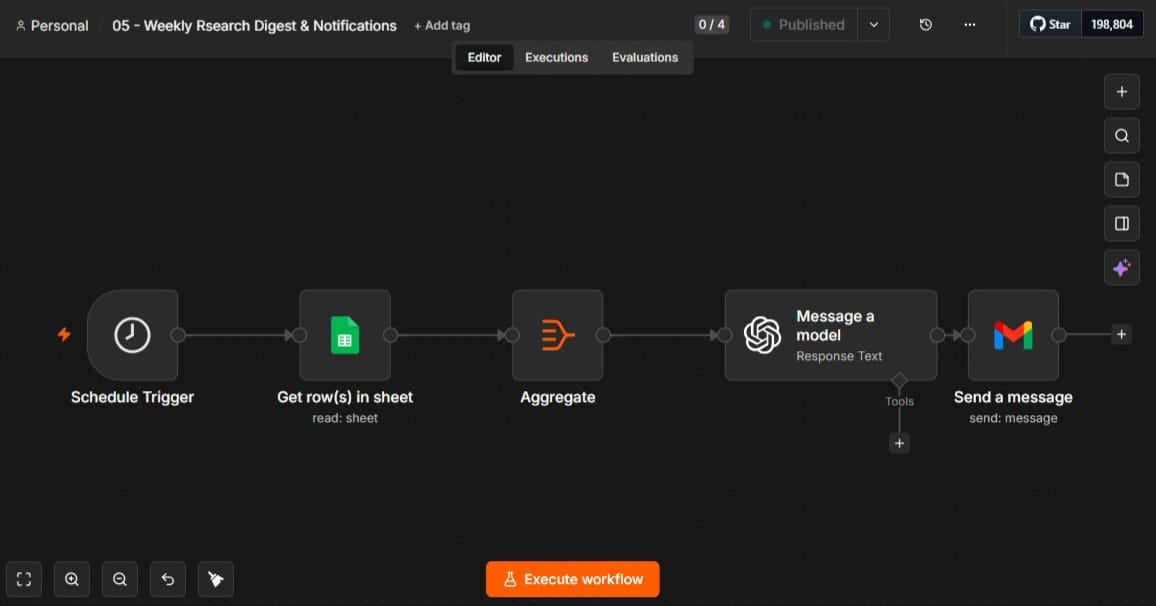 Personal / 05 - Weekly Rsearch Digest & Notifications + Add tag 0 / 4 Published ... Star 198,804
Editor Executions Evaluations
Message a
model
Response Text
Schedule Trigger
Get row(s) in sheet
read: sheet
Aggregate
Tools
Send a message
send: message
Execute workflow